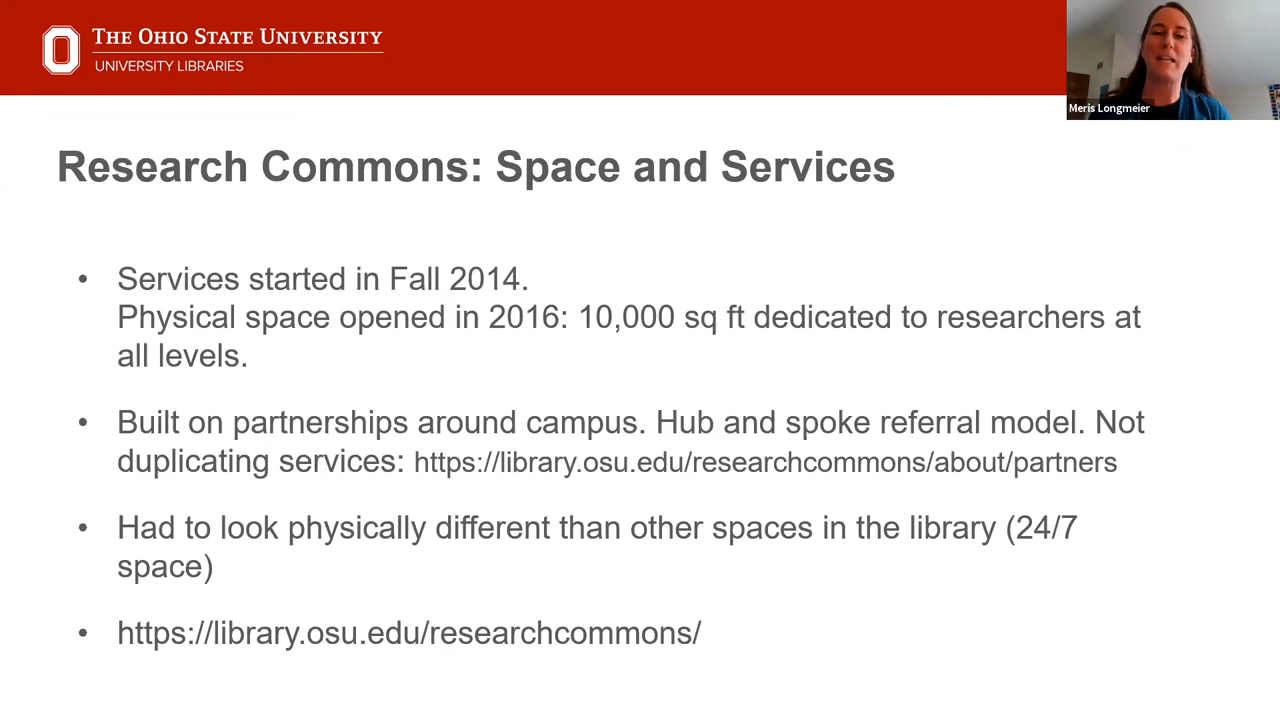 THE OHIO STATE UNIVERSITY
UNIVERSITY LIBRARIES
Meris Longmeier
Research Commons: Space and Services
• Services started in Fall 2014.
Physical space opened in 2016: 10,000 sq ft dedicated to researchers at
all levels.
• Built on partnerships around campus. Hub and spoke referral model. Not
duplicating services: https://library.osu.edu/researchcommons/about/partners
• Had to look physically different than other spaces in the library (24/7
space)
• https://library.osu.edu/researchcommons/